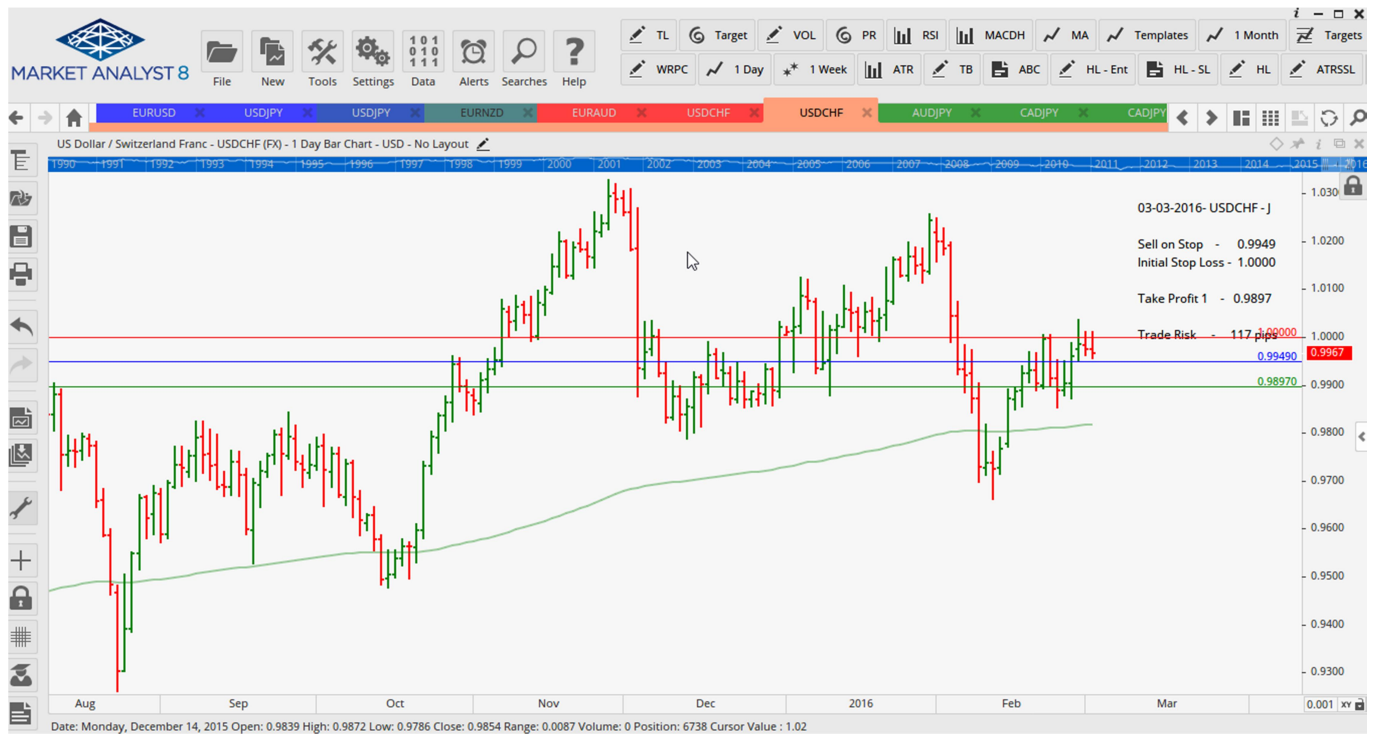 i
TL Target VOL PR RSI MACDH MA Templates 1 Month Targets
MARKET ANALYST 8
File New Tools Settings Data Alerts Searches Help
WRPC 1 Day 1 Week ATR TB ABC HL - Ent HL - SL HL ATRSSL
EURUSD USDJPY USDJPY EURNZD EURAUD USDCHF USDCHF AUDJPY CADJPY CADJPY
US Dollar / Switzerland Franc - USDCHF (FX) - 1 Day Bar Chart - USD - No Layout
1990 1991 1992 1993 1994 1995 1996 1997 1998 1999 2000 2001 2002 2003 2004 2005 2006 2007 2008 2009 2010 2011 2012 2013 2014 2015 2016
1.030
03-03-2016- USDCHF - J
Sell on Stop - 0.9949
1.0200
Initial Stop Loss - 1.0000
1.0100
Take Profit 1 - 0.9897
Trade Risk - 117 pips
1.00000
1.0000
0.9967
0.99490
0.98970
0.9900
0.9800
0.9700
0.9600
0.9500
0.9400
0.9300
Aug Sep Oct Nov Dec 2016 Feb Mar
0.001 XY
Date: Monday, December 14, 2015 Open: 0.9839 High: 0.9872 Low: 0.9786 Close: 0.9854 Range: 0.0087 Volume: 0 Position: 6738 Cursor Value : 1.02